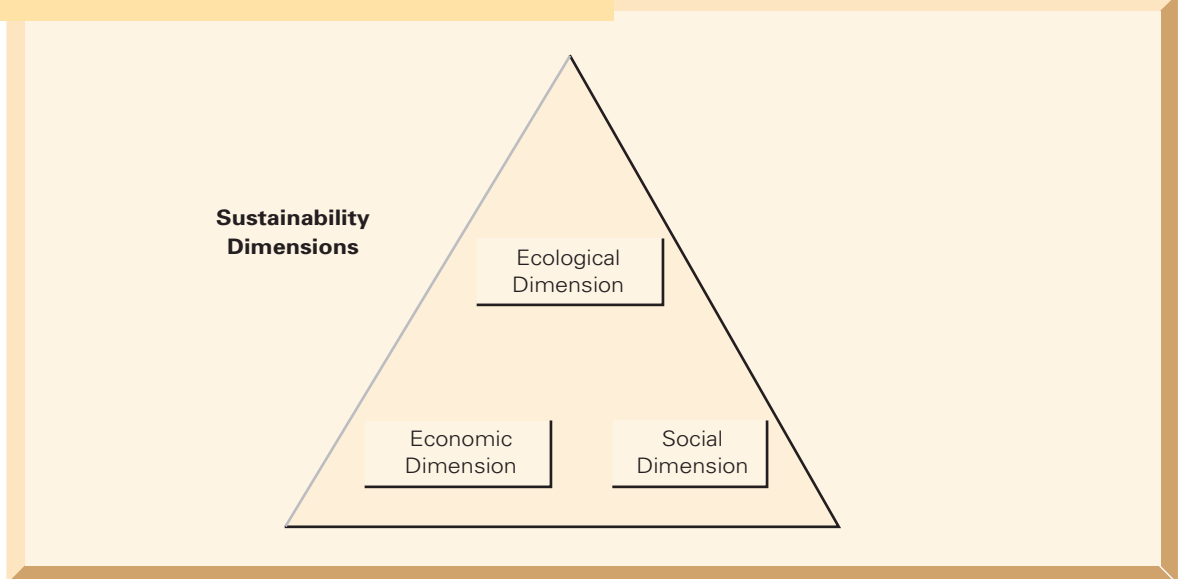 Sustainability
Dimensions
Ecological
Dimension
Economic
Dimension
Social
Dimension